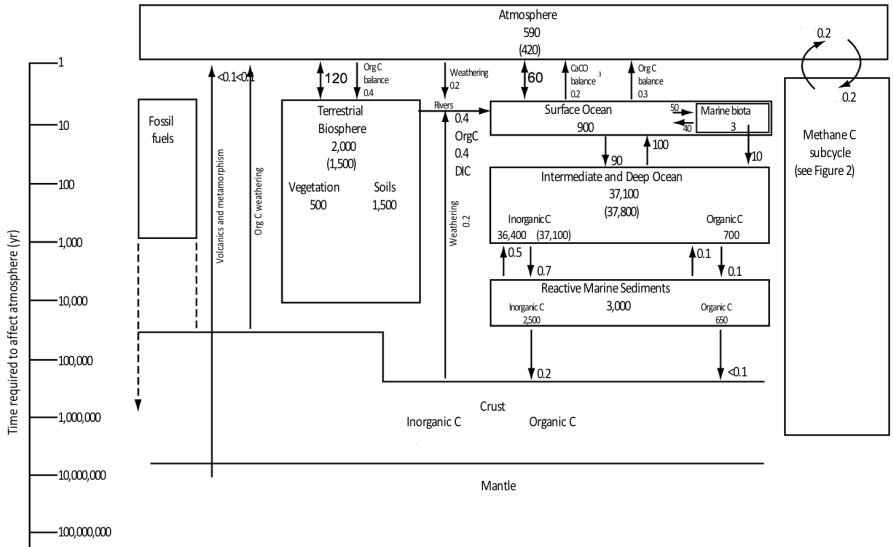 Atmosphere
590
(420)
Time required to affect atmosphere (yr)
1
10
100
1,000
10,000
100,000
1,000,000
10,000,000
100,000,000
Fossil
fuels
Volcanics and metamorphism
<0.1
<0.1
Org C weathering
120
Org C
balance
0.4
Terrestrial
Biosphere
2,000
(1,500)
Vegetation
500
Soils
1,500
Weathering
0.2
Rivers
0.4
OrgC
0.4
DIC
Weathering
0.2
60
CaCO
3
balance
0.2
Org C
balance
0.3
Surface Ocean
900
50
40
Marine biota
3
90
100
10
Intermediate and Deep Ocean
37,100
(37,800)
Inorganic C
36,400 (37,100)
Organic C
700
0.5
0.7
0.1
0.1
Reactive Marine Sediments
3,000
Inorganic C
2,500
Organic C
650
0.2
<0.1
Crust
Inorganic C
Organic C
Mantle
0.2
0.2
Methane C
subcycle
(see Figure 2)